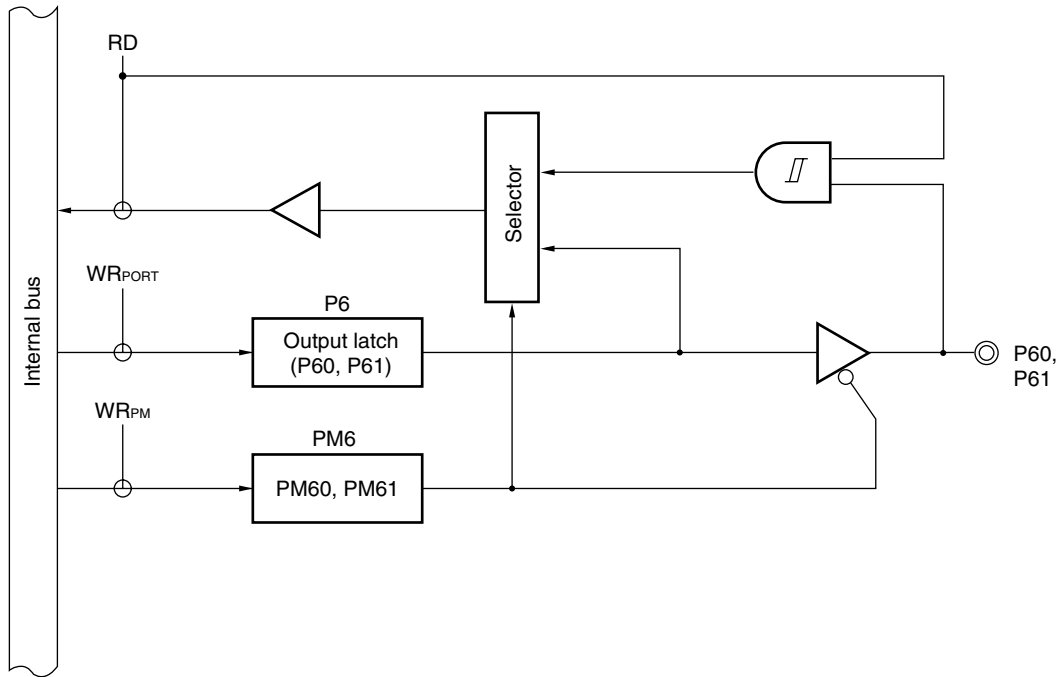 RD
Selector
WRPORT
P6
Output latch
(P60, P61)
Internal bus
P60,
P61
WRPM
PM6
PM60, PM61